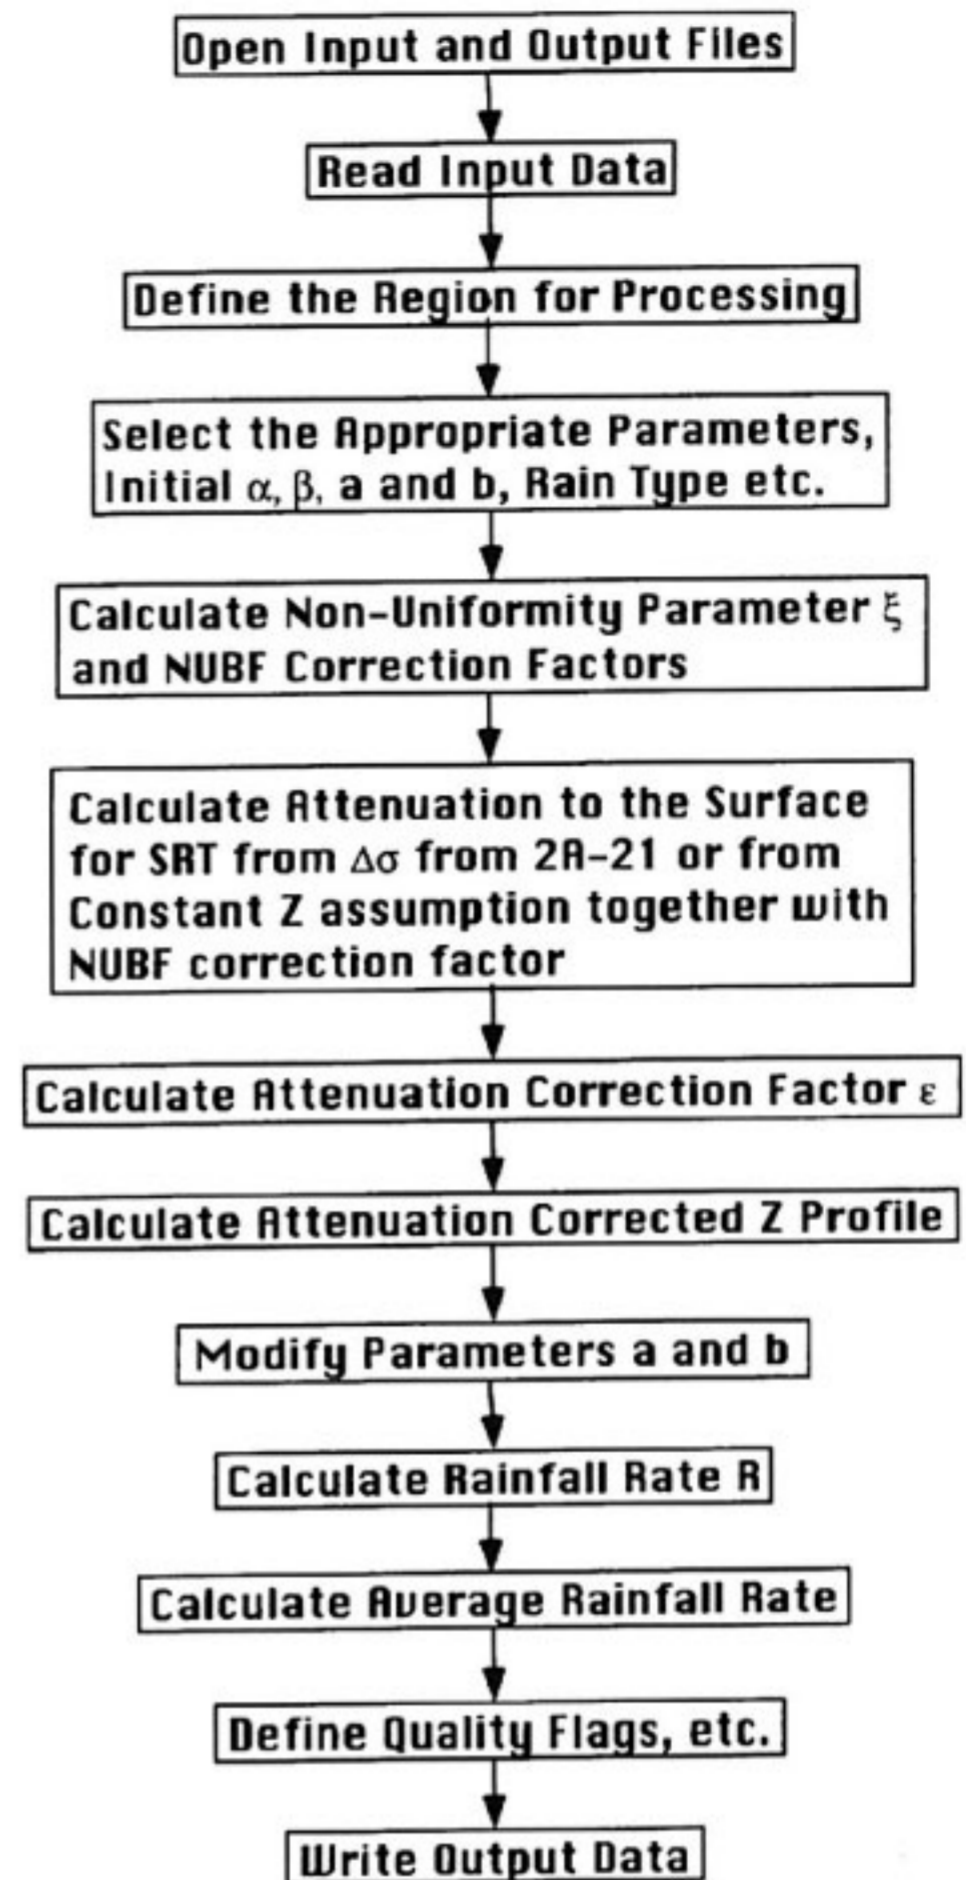 Open Input and Output Files
Read Input Data
Define the Region for Processing
Select the Appropriate Parameters,
Initial α, β, a and b, Rain Type etc.
Calculate Non-Uniformity Parameter ξ
and NUBF Correction Factors
Calculate Attenuation to the Surface
for SRT from Δσ from 2A-21 or from
Constant Z assumption together with
NUBF correction factor
Calculate Attenuation Correction Factor ε
Calculate Attenuation Corrected Z Profile
Modify Parameters a and b
Calculate Rainfall Rate R
Calculate Average Rainfall Rate
Define Quality Flags, etc.
Write Output Data